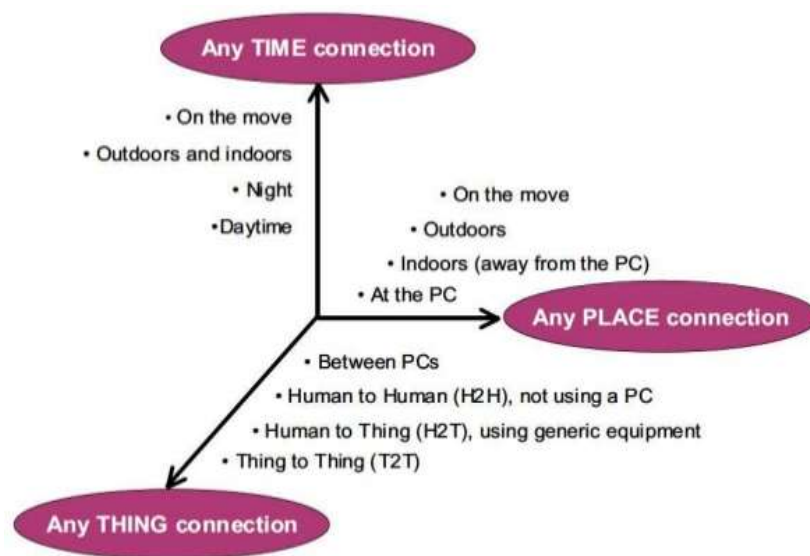 Any TIME connection
• On the move
• Outdoors and indoors
• Night
•Daytime
• On the move
• Outdoors
• Indoors (away from the PC)
• At the PC
Any PLACE connection
• Between PCs
• Human to Human (H2H), not using a PC
• Human to Thing (H2T), using generic equipment
• Thing to Thing (T2T)
Any THING connection